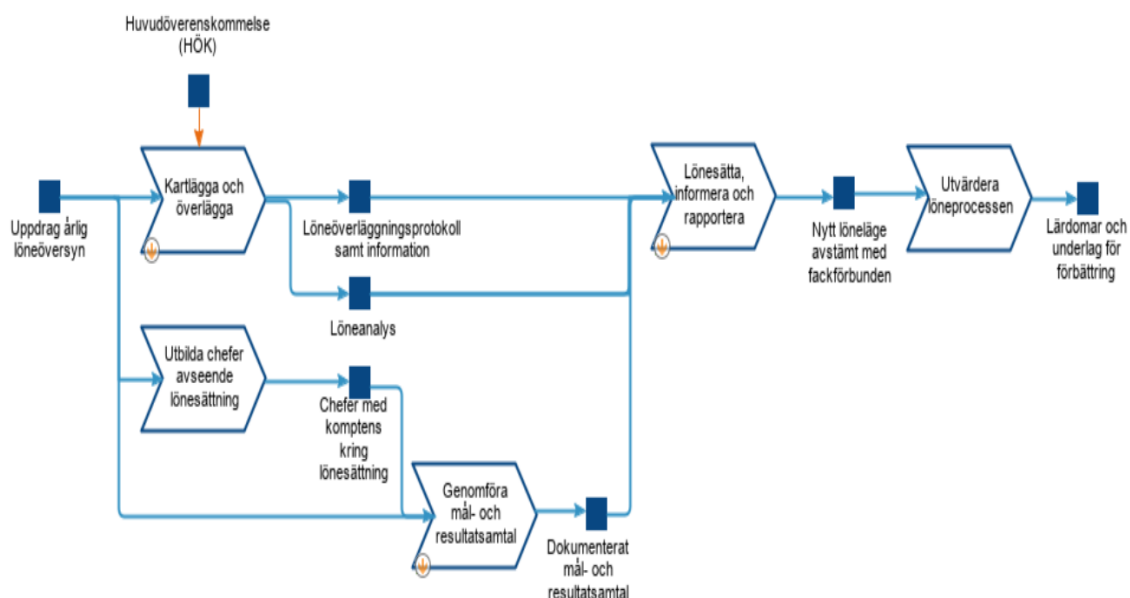 Huvudöverenskommelse
(HÖK)
Kartlägga och
överlägga
Lönesätta,
informera och
rapportera
Utvärdera
löneprocessen
Uppdrag årlig
löneöversyn
Löneöverläggningsprotokoll
samt information
Nytt löneläge
avstämt med
fackförbunden
Lärdomar och
underlag för
förbättring
Löneanalys
Utbilda chefer
avseende
lönesättning
Chefer med
komptens
kring
lönesättning
Genomföra
mål- och
resultatsamtal
Dokumenterat
mål- och
resultatsamtal